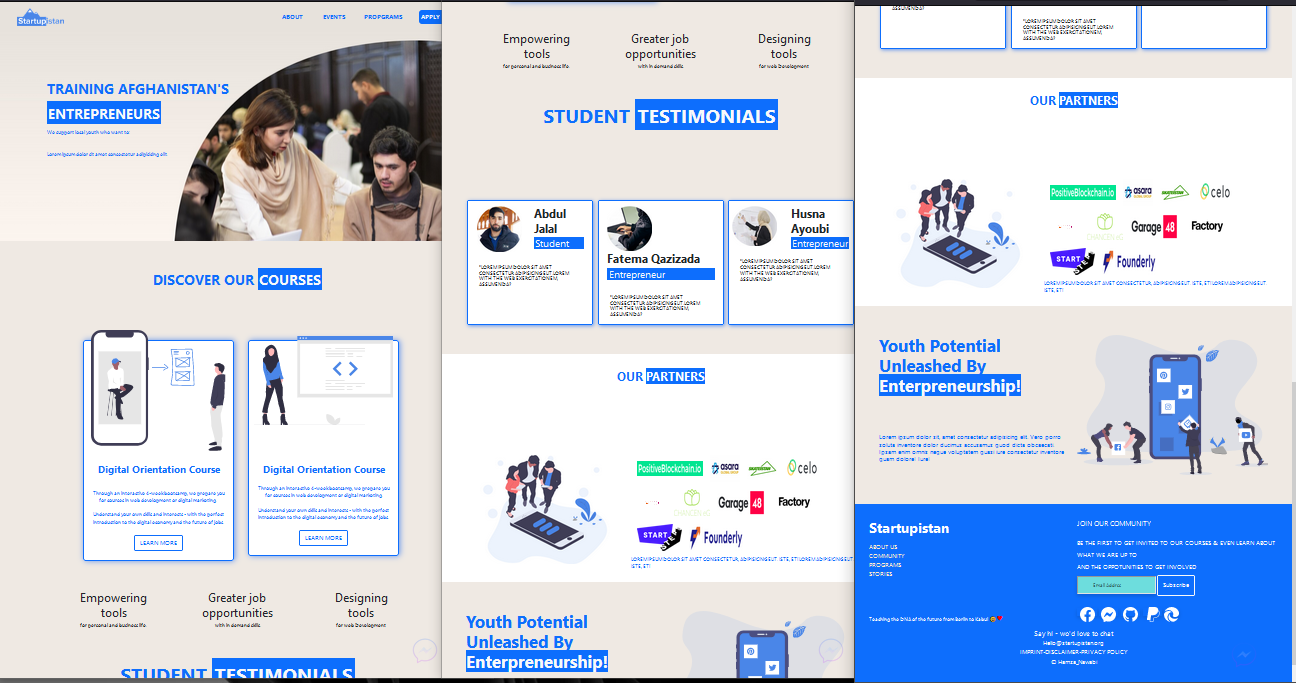 Startupistan
ABOUT
EVENTS
PROPGRAMS
APPLY
TRAINING AFGHANISTAN'S
ENTREPRENEURS
We support local youth who want to:
Lorem ipsum dolor sit amet consectetur adipisicing elit
DISCOVER OUR COURSES
Digital Orientation Course
Through an interactive 4-week bootcamp, we prepare you
for courses in web development or digital marketing
Understand your own skills and interests - with the perfect
introduction to the digital economy and the future of jobs.
LEARN MORE
Digital Orientation Course
Through an interactive 4-week bootcamp, we prepare you
for courses in web development or digital marketing
Understand your own skills and interests - with the perfect
introduction to the digital economy and the future of jobs.
LEARN MORE
Empowering
tools
for personal and business life.
Greater job
opportunities
with in demand skills
Designing
tools
for web Development
STUDENT TESTIMONIALS
Empowering
tools
for personal and business life.
Greater job
opportunities
with in demand skills
Designing
tools
for web Development
STUDENT TESTIMONIALS
Abdul
Jalal
Student
"LOREM IPSUM DOLOR SIT AMET
CONSECTETUR ADIPISICING EUT LOREM
WITH THE WEB EXERCITATIONEM,
ASSUMENDA!
Fatema Qazizada
Entrepreneur
"LOREM IPSUM DOLOR SIT AMET
CONSECTETUR ADIPISICING EUT LOREM
WITH THE WEB EXERCITATIONEM,
ASSUMENDA!
Husna
Ayoubi
Entrepreneur
"LOREM IPSUM DOLOR SIT AMET
CONSECTETUR ADIPISICING EUT LOREM
WITH THE WEB EXERCITATIONEM,
ASSUMENDA!
OUR PARTNERS
PositiveBlockchain.io
asara
celo
Garage 48
Factory
START
Founderly
LOREM IPSUM DOLOR SIT AMET CONSECTETUR, ADIPISICING EUT. ISTE, ET! LOREM ADIPISICING EUT.
ISTE, ET!
Youth Potential
Unleashed By
Enterpreneurship!
ASSUMENDA!
"LOREM IPSUM DOLOR SIT AMET
CONSECTETUR ADIPISICING EUT LOREM
WITH THE WEB EXERCITATIONEM,
ASSUMENDA!
OUR PARTNERS
PositiveBlockchain.io
asara
celo
Garage 48
Factory
START
Founderly
LOREM IPSUM DOLOR SIT AMET CONSECTETUR, ADIPISICING EUT. ISTE, ET! LOREM ADIPISICING EUT.
ISTE, ET!
Youth Potential
Unleashed By
Enterpreneurship!
Lorem ipsum dolor sit, amet consectetur adipisicing elit. Vero porro
soluta inventore dolor ducimus accusamus quod dicta obcaecati
Ipsam enim omnis neque voluptatem quasi iure consectetur inventore
quam dolore! Iure!
Startupistan
ABOUT US
COMMUNITY
PROGRAMS
STORIES
JOIN OUR COMMUNITY
BE THE FIRST TO GET INVITED TO OUR COURSES & EVEN LEARN ABOUT
WHAT WE ARE UP TO
AND THE OPPOTUNITIES TO GET INVOLVED
Email Addres
Subscribe
Teaching the DNA of the future from Berlin to Kabul
Say hi - wo'd love to chat
Hello@startupistan.org
IMPRINT-DISCLAIMER-PRIVACY POLICY
© Hamza_Nawabi